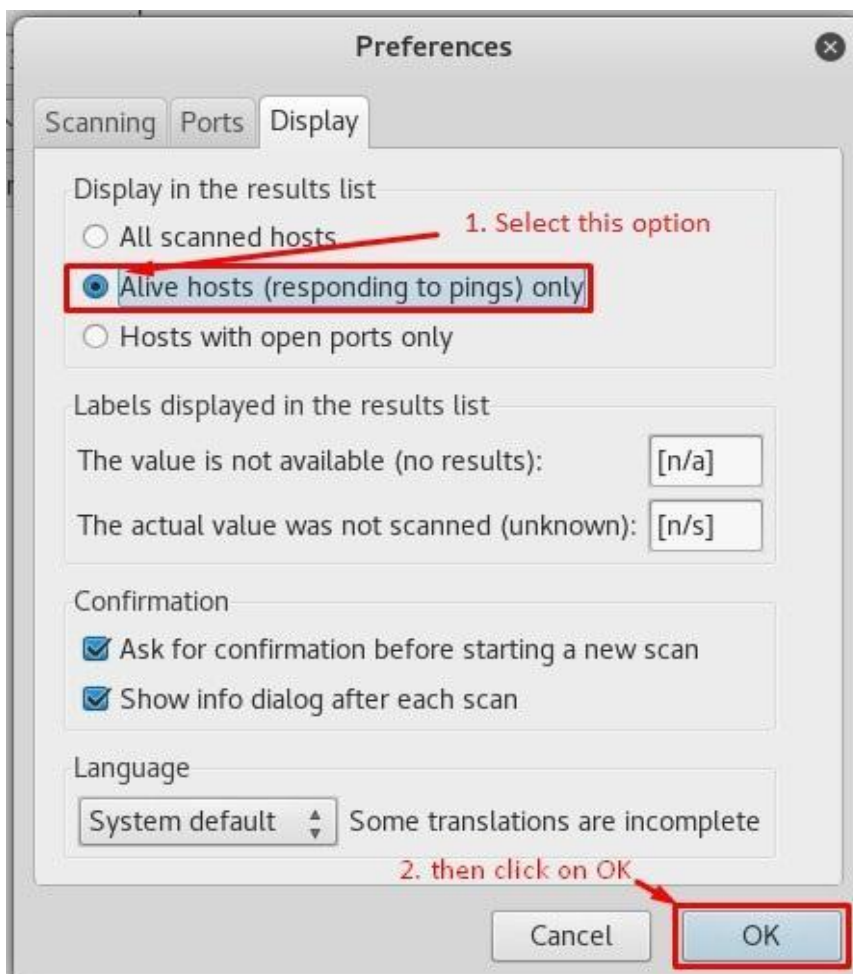 Preferences
Scanning Ports Display
Display in the results list
All scanned hosts
1. Select this option
Alive hosts (responding to pings) only
Hosts with open ports only
Labels displayed in the results list
The value is not available (no results): [n/a]
The actual value was not scanned (unknown): [n/s]
Confirmation
Ask for confirmation before starting a new scan
Show info dialog after each scan
Language
System default Some translations are incomplete
2. then click on OK
Cancel OK